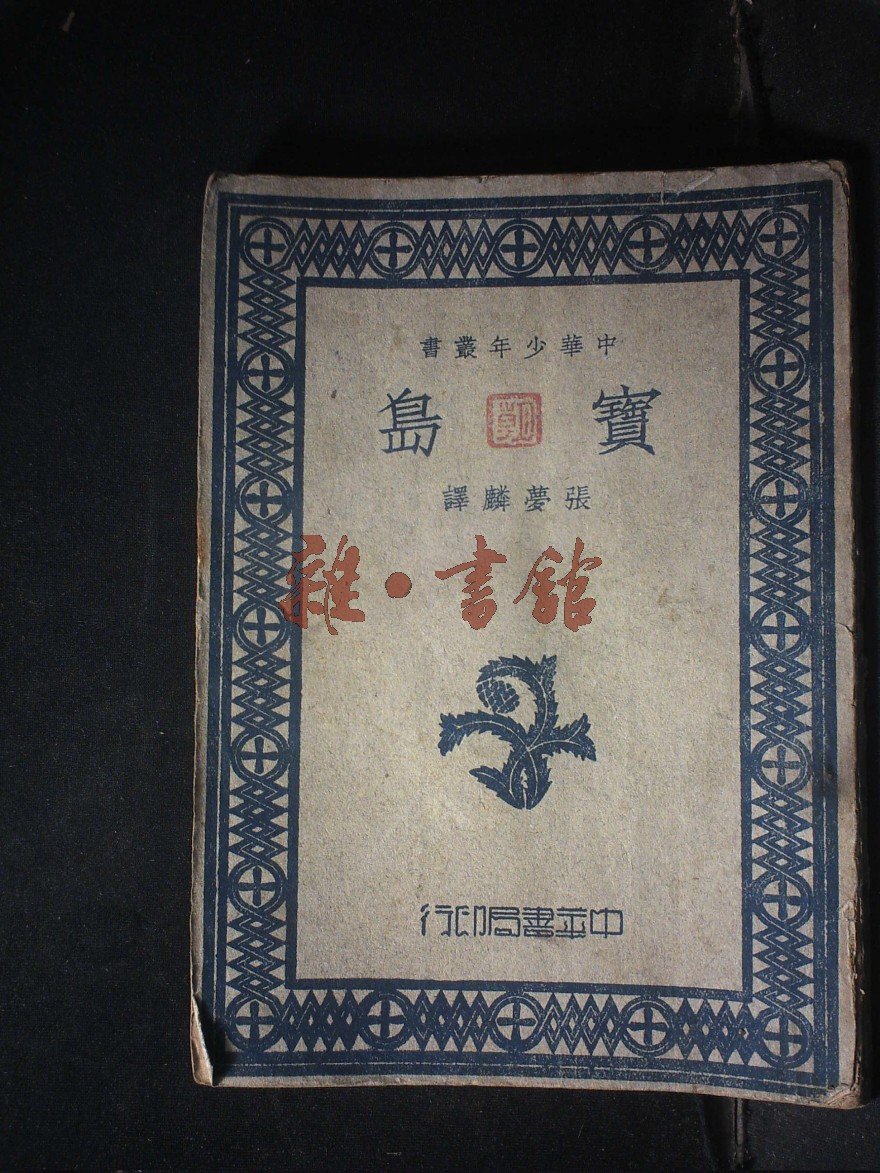 中華少年叢書
寶島
張夢麟譯
雜·書館
中華書局印行